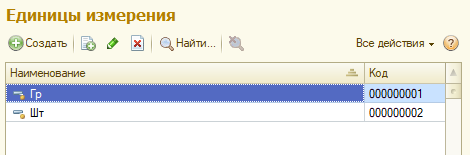 Единицы измерения
Создать Найти... Все действия ?
Наименование Код
Гр 000000001
Шт 000000002